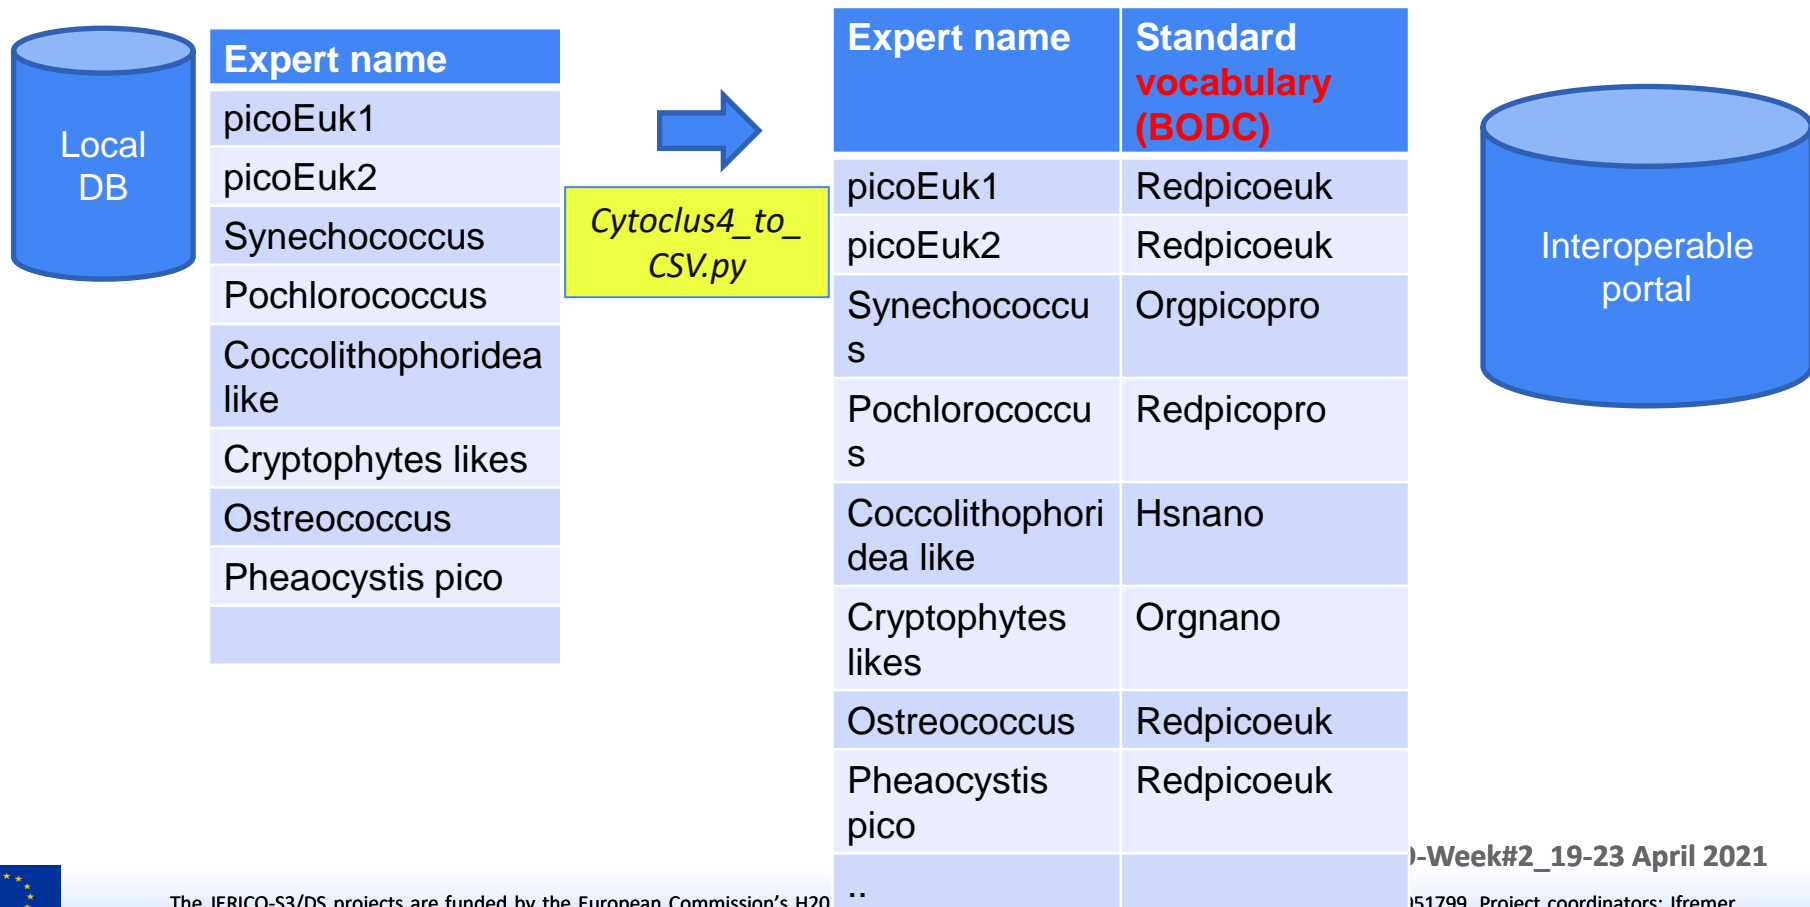 Local
DB
Expert name
picoEuk1
picoEuk2
Synechococcus
Pochlorococcus
Coccolithophoridea
like
Cryptophytes likes
Ostreococcus
Pheaocystis pico
Cytoclus4_to_
CSV.py
Expert name
Standard
vocabulary
(BODC)
picoEuk1
Redpicoeuk
picoEuk2
Redpicoeuk
Synechococcu
s
Orgpicopro
Pochlorococcu
s
Redpicopro
Coccolithophori
dea like
Hsnano
Cryptophytes
likes
Orgnano
Ostreococcus
Redpicoeuk
Pheaocystis
pico
Redpicoeuk
..
Interoperable
portal
-Week#2_19-23 April 2021
The JERICO-S3/DS projects are funded by the European Commission's H20 951799. Project coordinators: Ifremer